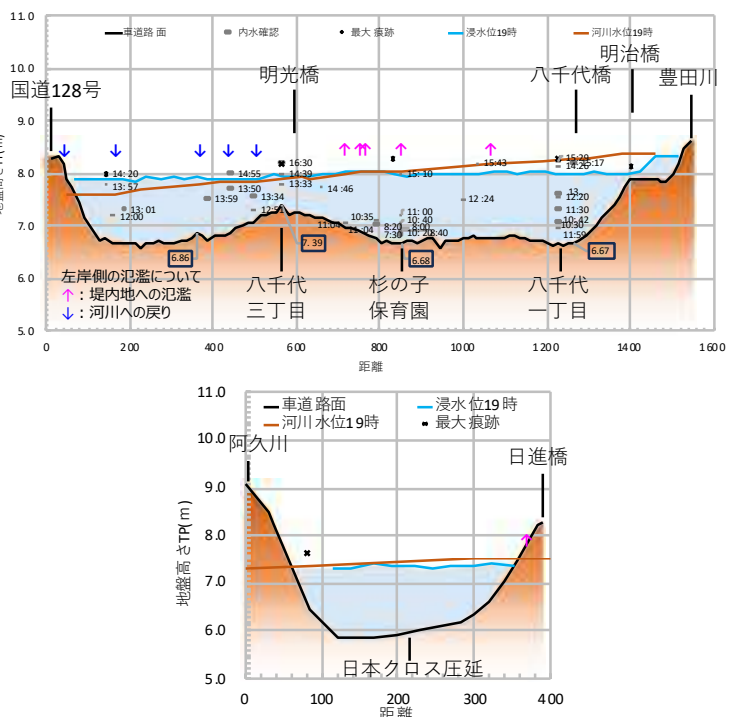 11.0
車道路面
内水確認
最大痕跡
浸水位19時
河川水位19時
明治橋
10.0
国道128号
明光橋
八千代橋
豊田川
9.0
16:30
15:29
14:20
14:55
14:39
15:10
15:43
15:17
14:26
8.0
13:57
13:50
13:33
14:46
13:59
13:34
12:24
12:20
13:01
12:51
11:00
11:30
12:00
11:04
10:35
10:40
10:42
7.0
11:04
8:20
8:00
10:30
7:30
10:20
8:40
11:59
6.86
7.39
6.68
6.67
左岸側の氾濫について
↑:堤内地への氾濫
↓:河川への戻り
6.0
八千代
三丁目
杉の子
保育園
八千代
一丁目
5.0
0
200
400
600
800
1000
1200
1400
1600
距離
11.0
車道路面
浸水位19時
河川水位19時
最大痕跡
10.0
阿久川
日進橋
9.0
地盤高さTP(m)
8.0
7.0
6.0
日本クロス圧延
5.0
0
100
200
300
400
距離